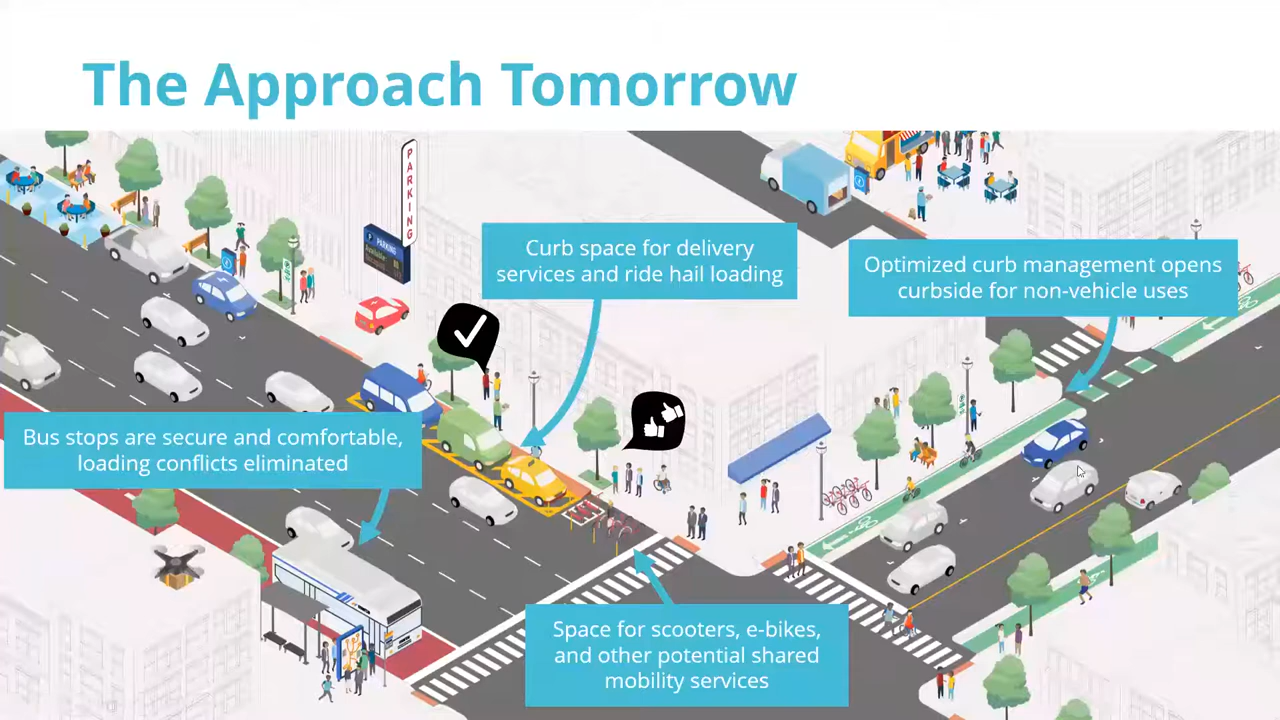 The Approach Tomorrow
PARKING
PARKING
Curb space for delivery
services and ride hail loading
Optimized curb management opens
curbside for non-vehicle uses
Bus stops are secure and comfortable,
loading conflicts eliminated
Space for scooters, e-bikes,
and other potential shared
mobility services